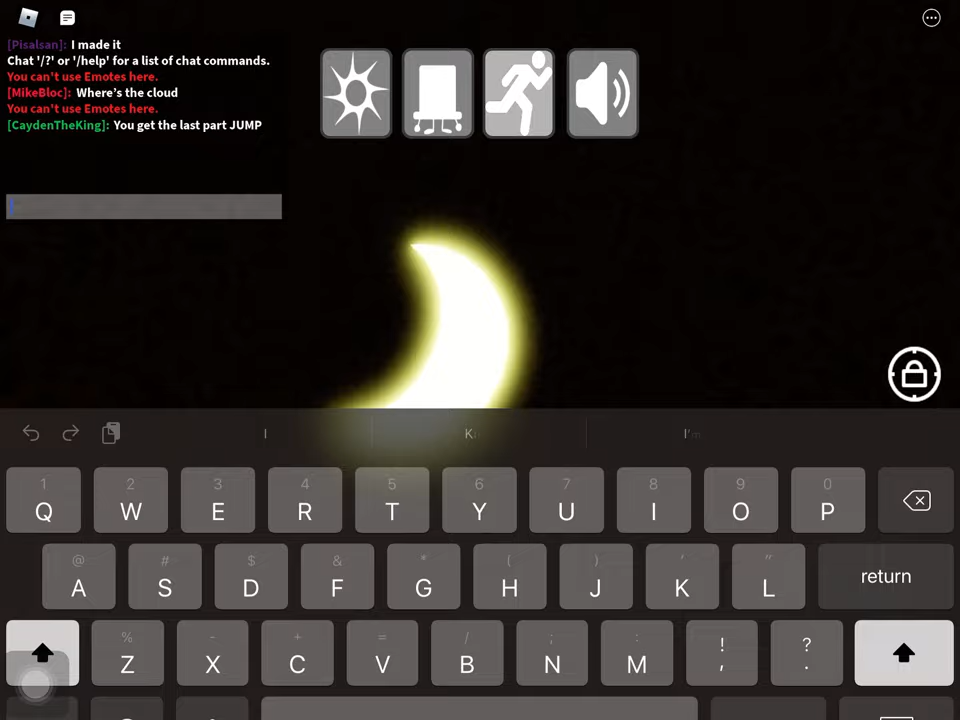 [Pisalsan]: I made it
Chat '/?' or '/help' for a list of chat commands.
You can't use Emotes here.
[MikeBloc]: Where's the cloud
You can't use Emotes here.
[CaydenTheKing]: You get the last part JUMP
I K I'm
1 2 3 4 5 6 7 8 9 0
Q W E R T Y U I O P
@ # $ & * ( ) ' "
A S D F G H J K L return
% - + = / ; : ! ?
Z X C V B N M , .